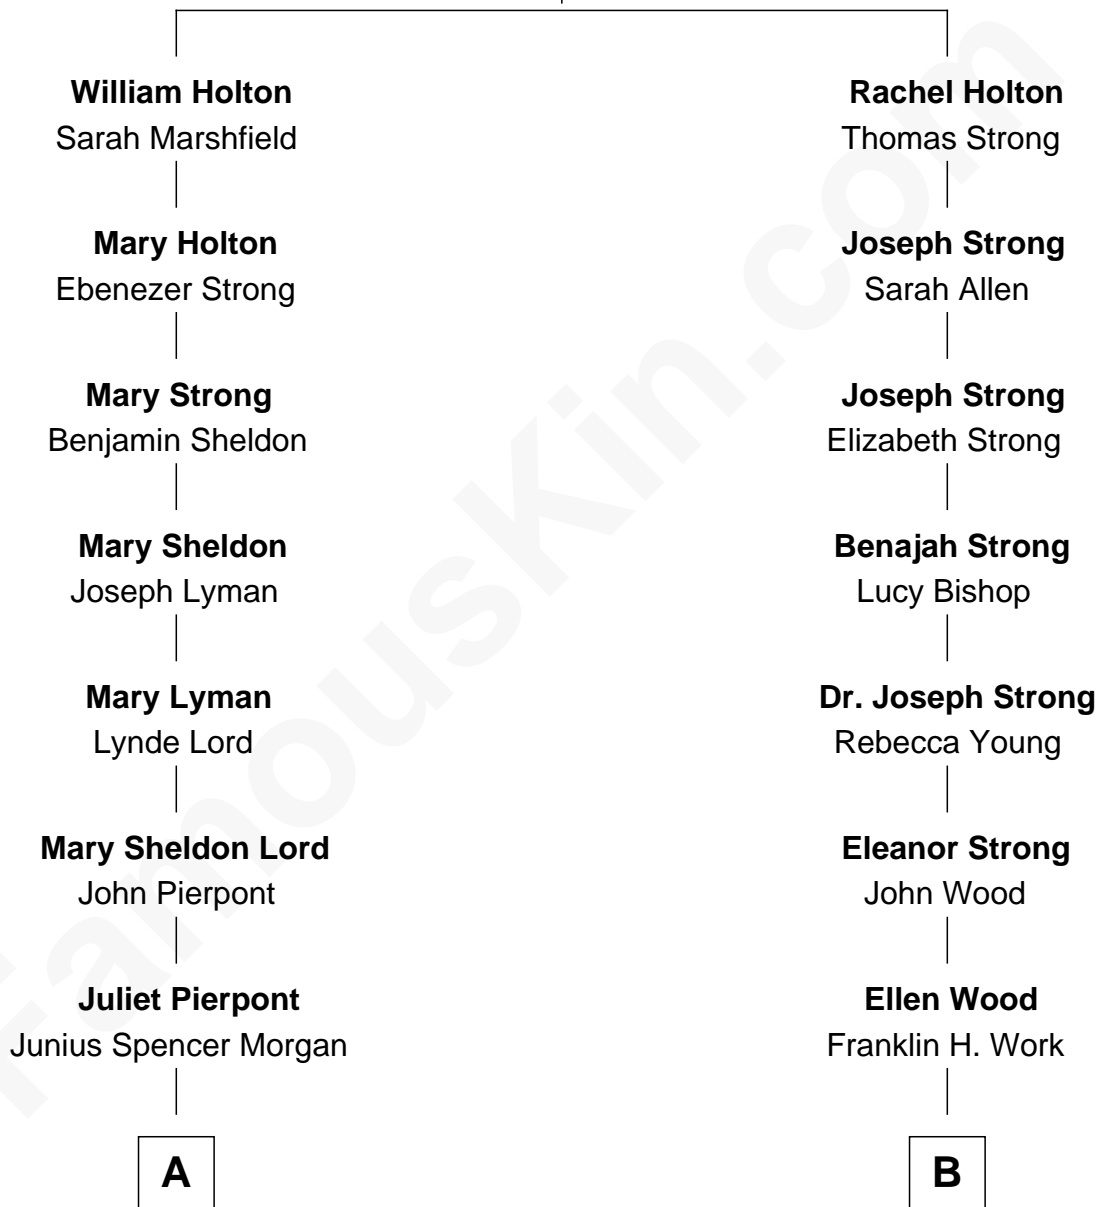 William Holton
Sarah Marshfield
Mary Holton
Ebenezer Strong
Mary Strong
Benjamin Sheldon
Mary Sheldon
Joseph Lyman
Mary Lyman
Lynde Lord
Mary Sheldon Lord
John Pierpont
Juliet Pierpont
Junius Spencer Morgan
A
Rachel Holton
Thomas Strong
Joseph Strong
Sarah Allen
Joseph Strong
Elizabeth Strong
Benajah Strong
Lucy Bishop
Dr. Joseph Strong
Rebecca Young
Eleanor Strong
John Wood
Ellen Wood
Franklin H. Work
B
FamousKin.com